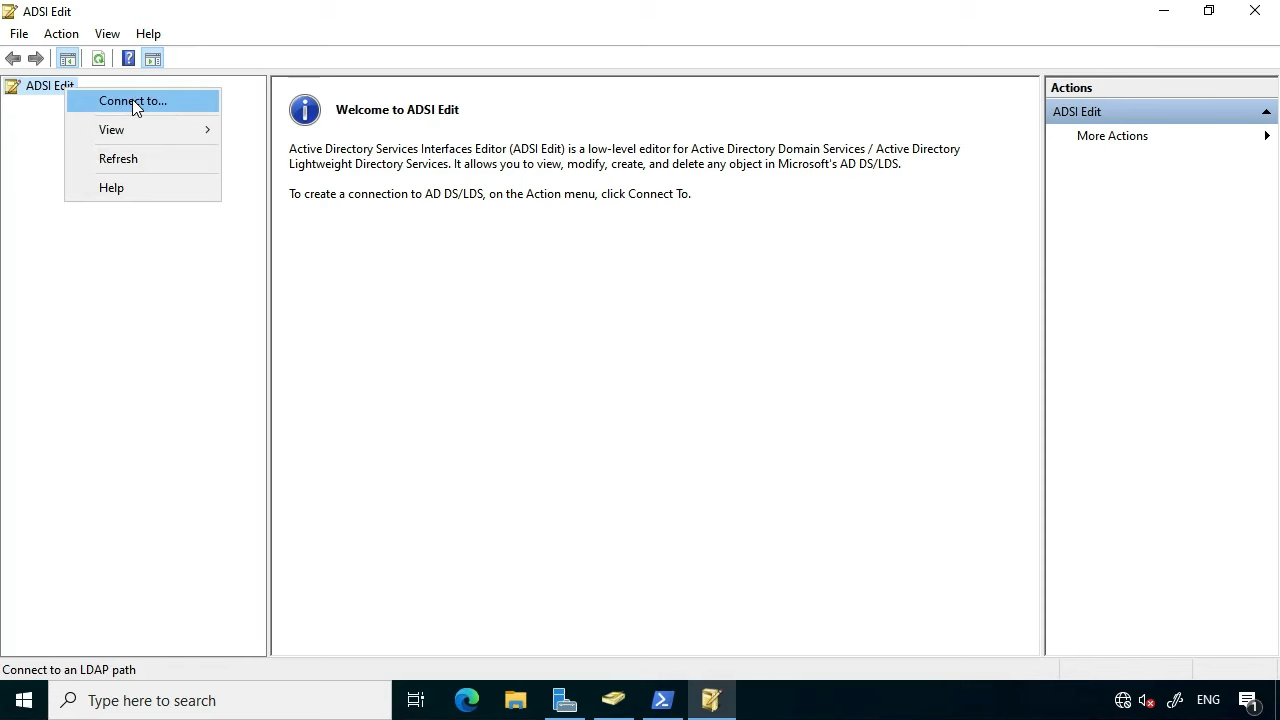 ADSI Edit
File Action View Help
ADSI Edit
Connect to...
View
Refresh
Help
Welcome to ADSI Edit
Active Directory Services Interfaces Editor (ADSI Edit) is a low-level editor for Active Directory Domain Services / Active Directory
Lightweight Directory Services. It allows you to view, modify, create, and delete any object in Microsoft's AD DS/LDS.
To create a connection to AD DS/LDS, on the Action menu, click Connect To.
Actions
ADSI Edit
More Actions
Connect to an LDAP path
Type here to search
ENG
1